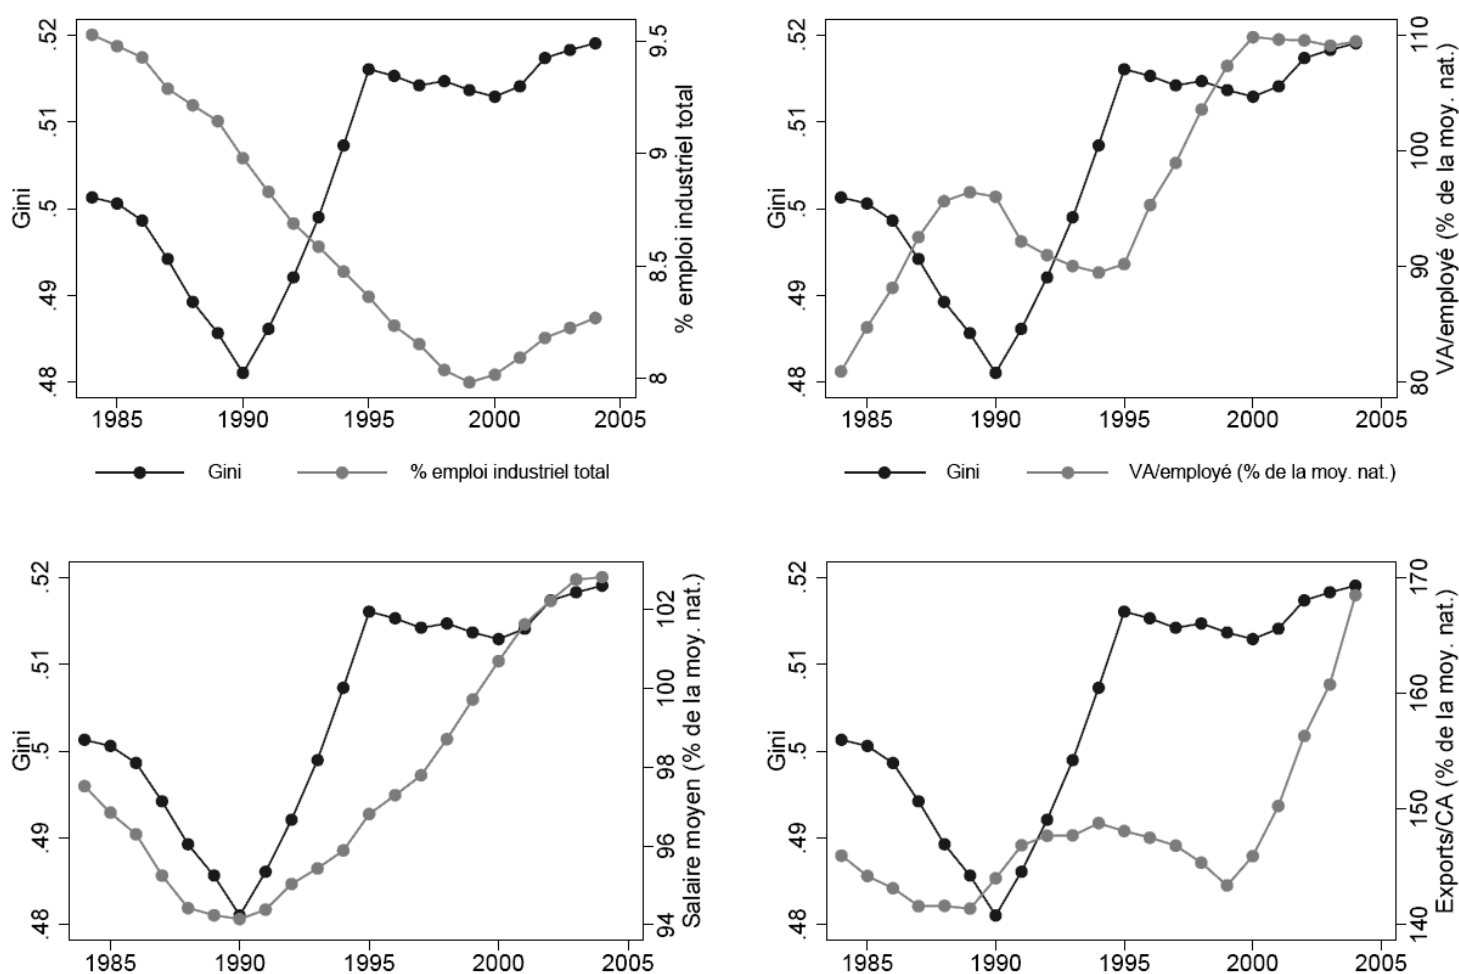 .52
.51
.5
.49
.48
Gini
9.5
9
8.5
8
% emploi industriel total
1985 1990 1995 2000 2005
Gini % emploi industriel total
.52
.51
.5
.49
.48
Gini
110
100
90
80
VA/employé (% de la moy. nat.)
1985 1990 1995 2000 2005
Gini VA/employé (% de la moy. nat.)
.52
.51
.5
.49
.48
Gini
102
100
98
96
94
Salaire moyen (% de la moy. nat.)
1985 1990 1995 2000 2005
.52
.51
.5
.49
.48
Gini
170
160
150
140
Exports/CA (% de la moy. nat.)
1985 1990 1995 2000 2005